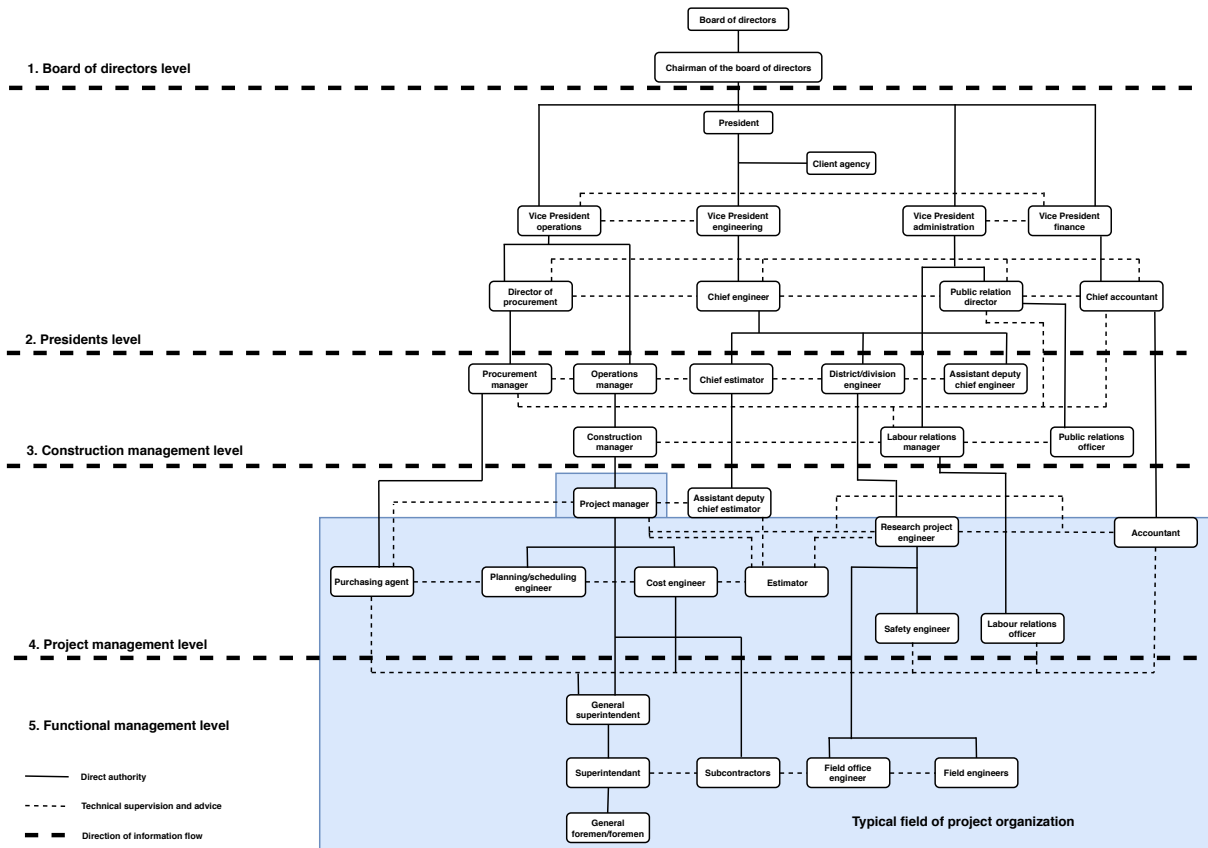 Board of directors
Chairman of the board of directors
1. Board of directors level
President
Client agency
Vice President
operations
Vice President
engineering
Vice President
administration
Vice President
finance
Director of
procurement
Chief engineer
Public relation
director
Chief accountant
2. Presidents level
Procurement
manager
Operations
manager
Chief estimator
District/division
engineer
Assistant deputy
chief engineer
Construction
manager
Labour relations
manager
Public relations
officer
3. Construction management level
Project manager
Assistant deputy
chief estimator
Research project
engineer
Accountant
Purchasing agent
Planning/scheduling
engineer
Cost engineer
Estimator
Safety engineer
Labour relations
officer
4. Project management level
General
superintendent
5. Functional management level
Superintendant
Subcontractors
Field office
engineer
Field engineers
Direct authority
Technical supervision and advice
Direction of information flow
General
foremen/foremen
Typical field of project organization